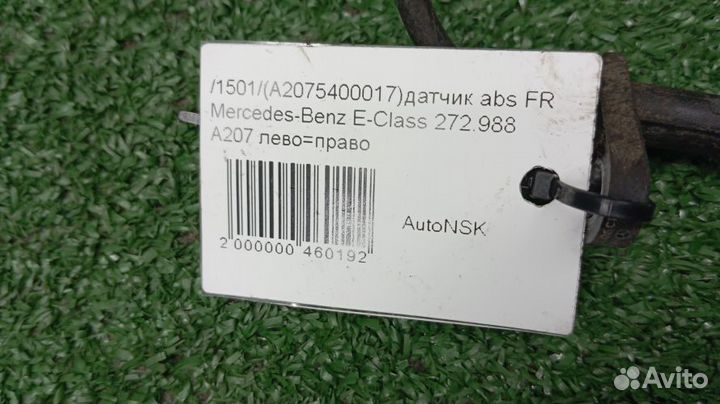 /1501/(A2075400017)датчик abs FR
Mercedes-Benz E-Class 272.988
A207 лево=право
AutoNSK
2 000000 460192
Avito